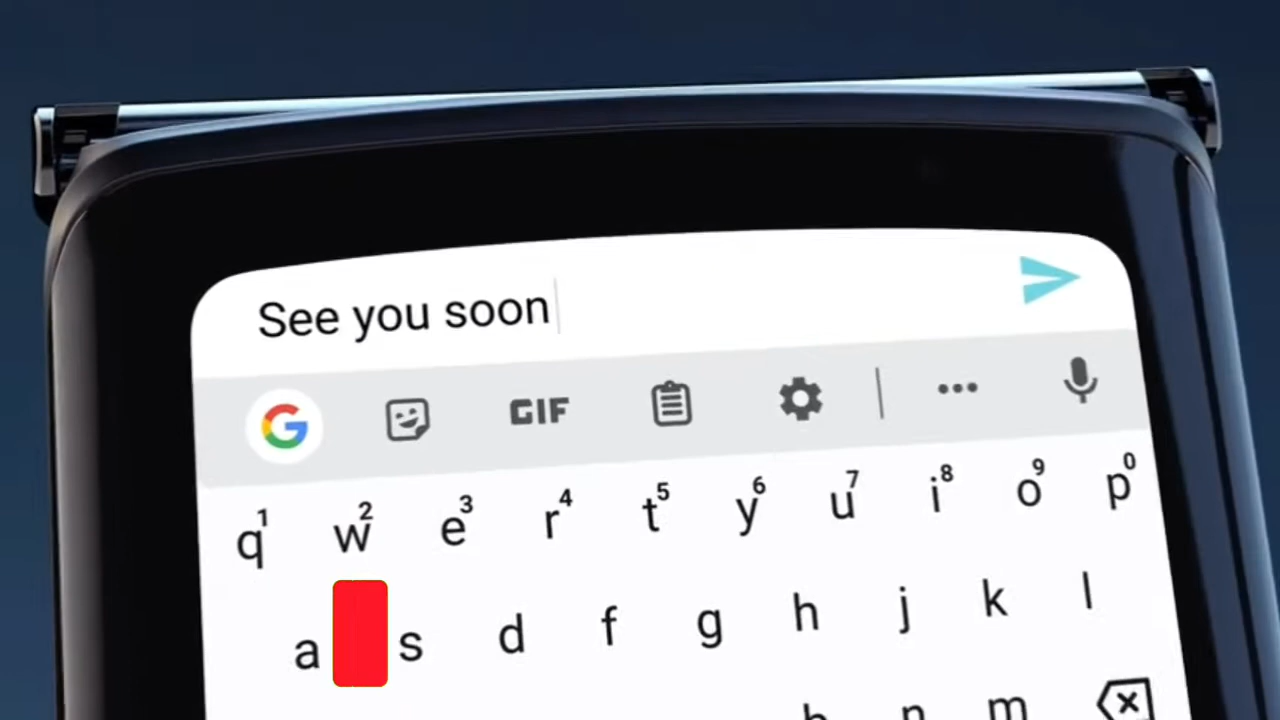 See you soon
GIF
q1 w2 e3 r4 t5 y6 u7 i8 o9 p0
a s d f g h j k l
b n m